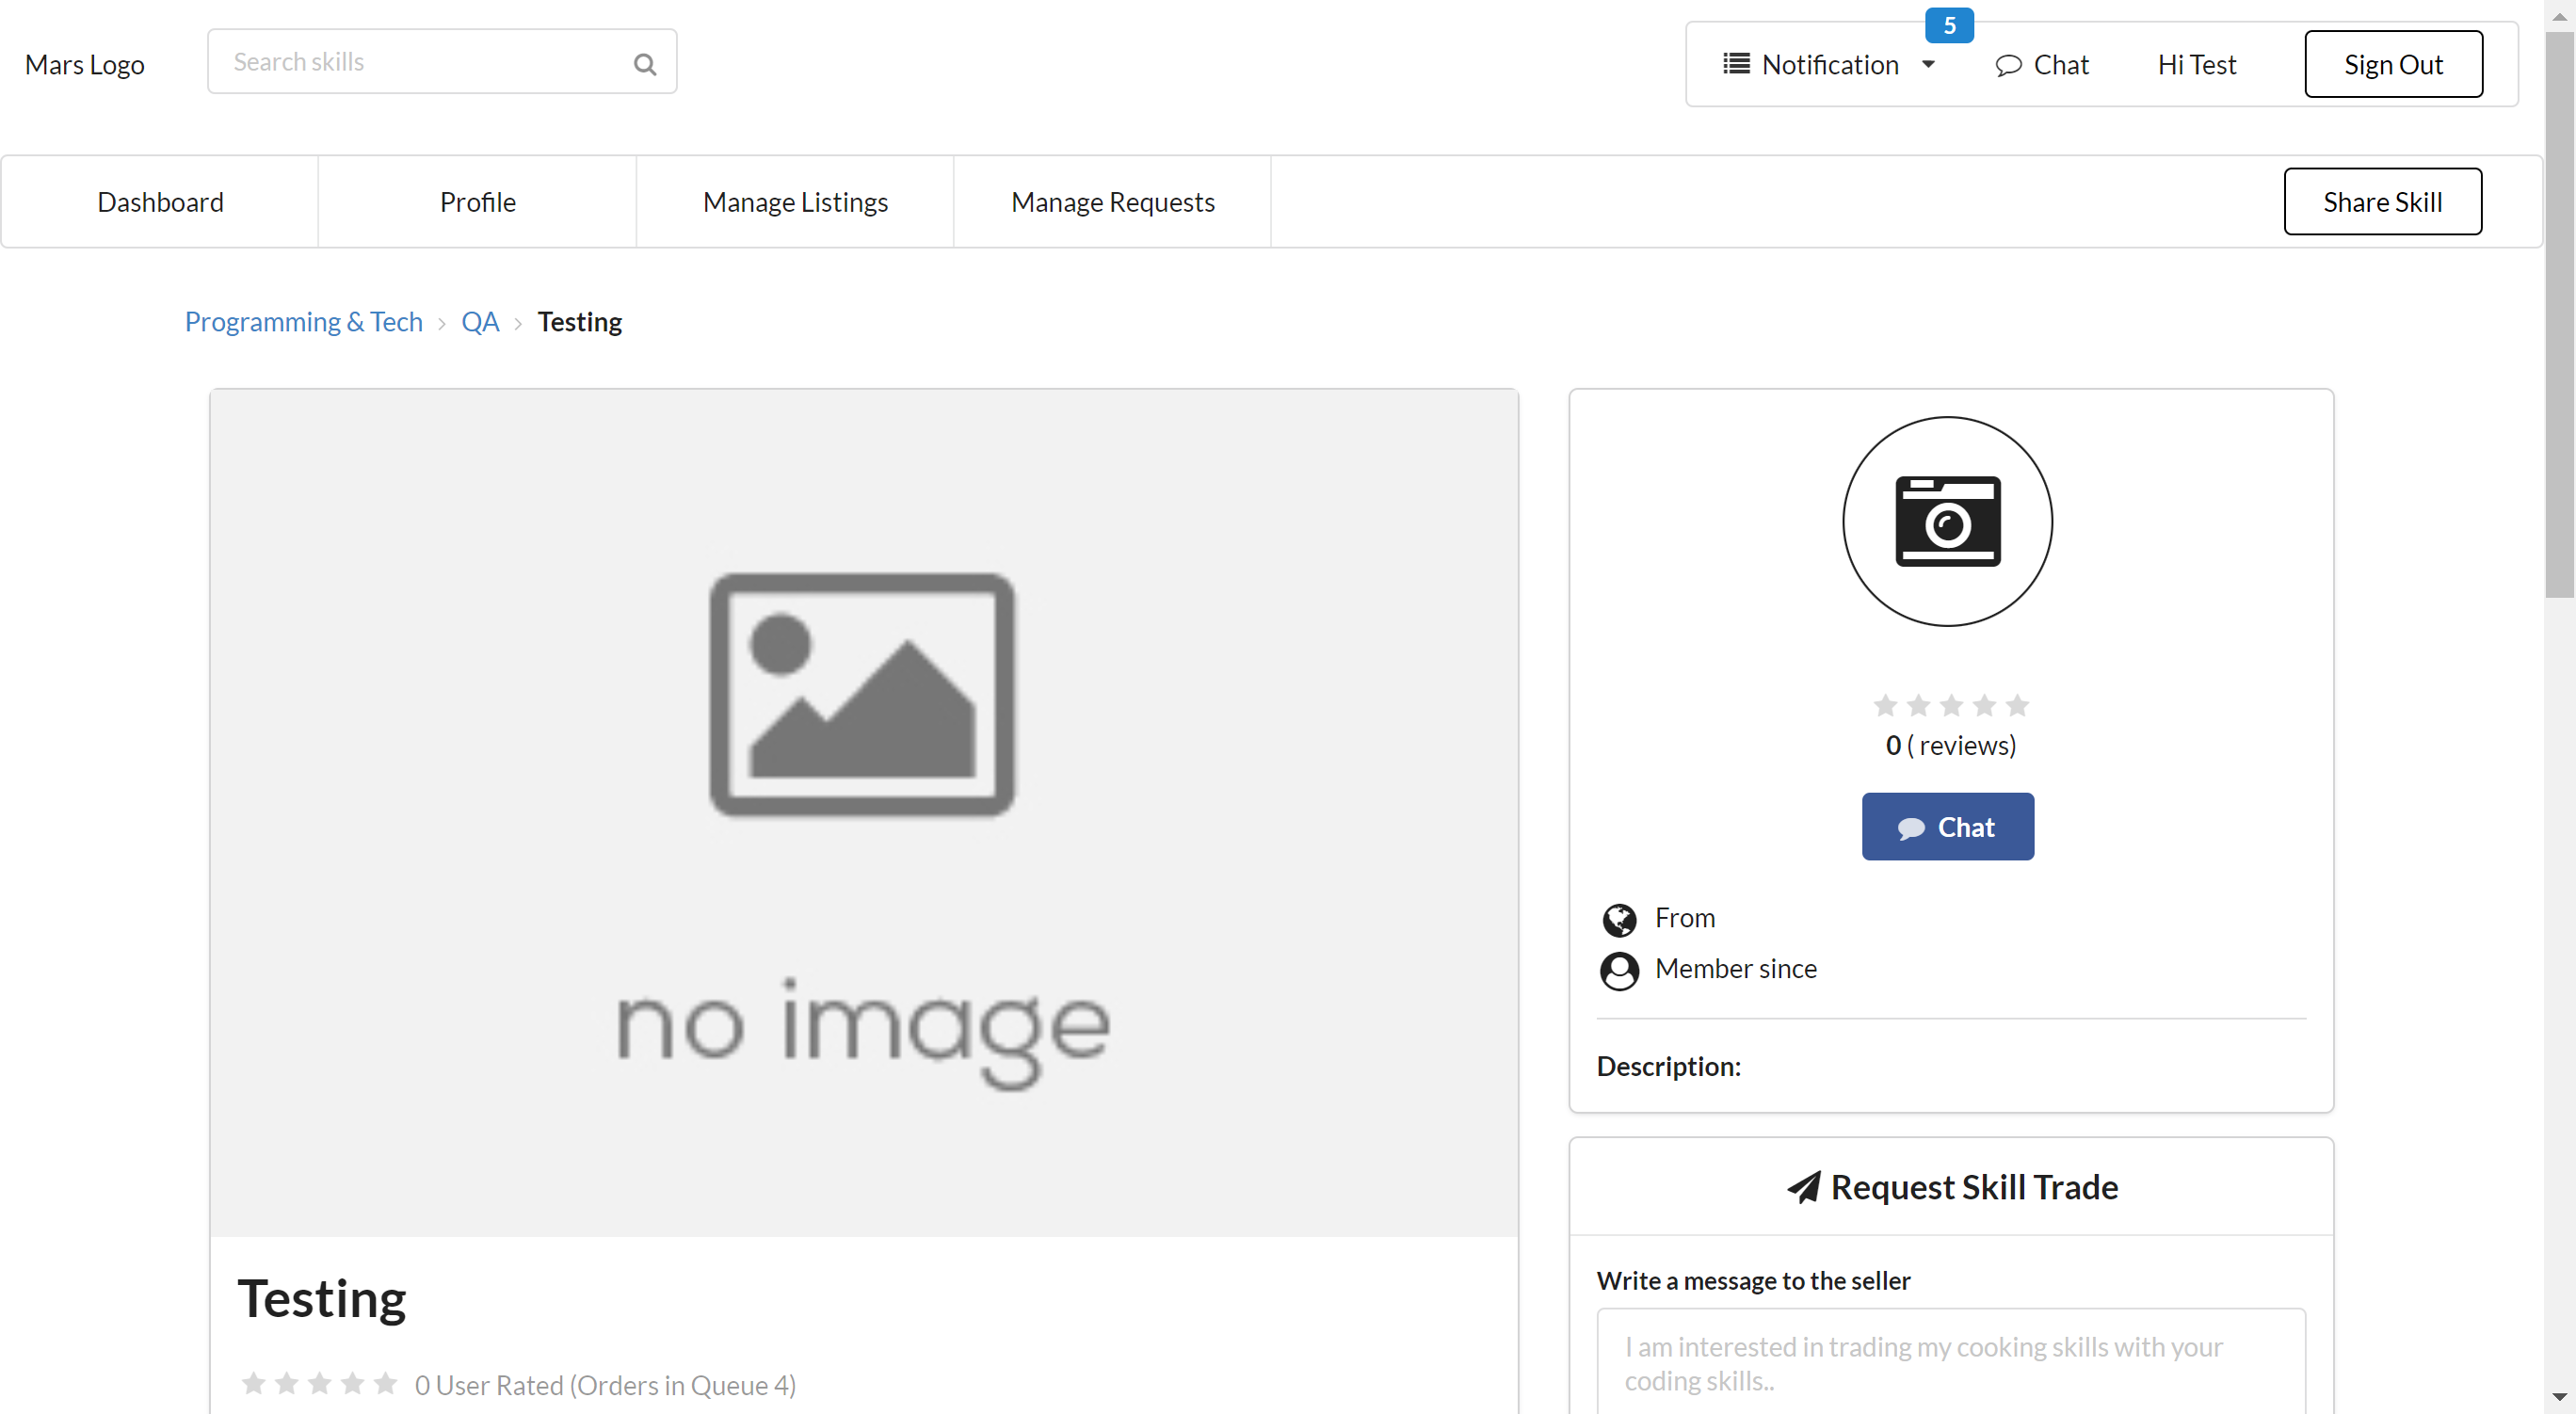 Mars Logo
Search skills
5
Notification
Chat
Hi Test
Sign Out
Dashboard
Profile
Manage Listings
Manage Requests
Share Skill
Programming & Tech › QA › Testing
no image
0 ( reviews)
Chat
From
Member since
Description:
Request Skill Trade
Write a message to the seller
I am interested in trading my cooking skills with your
coding skills..
Testing
0 User Rated (Orders in Queue 4)